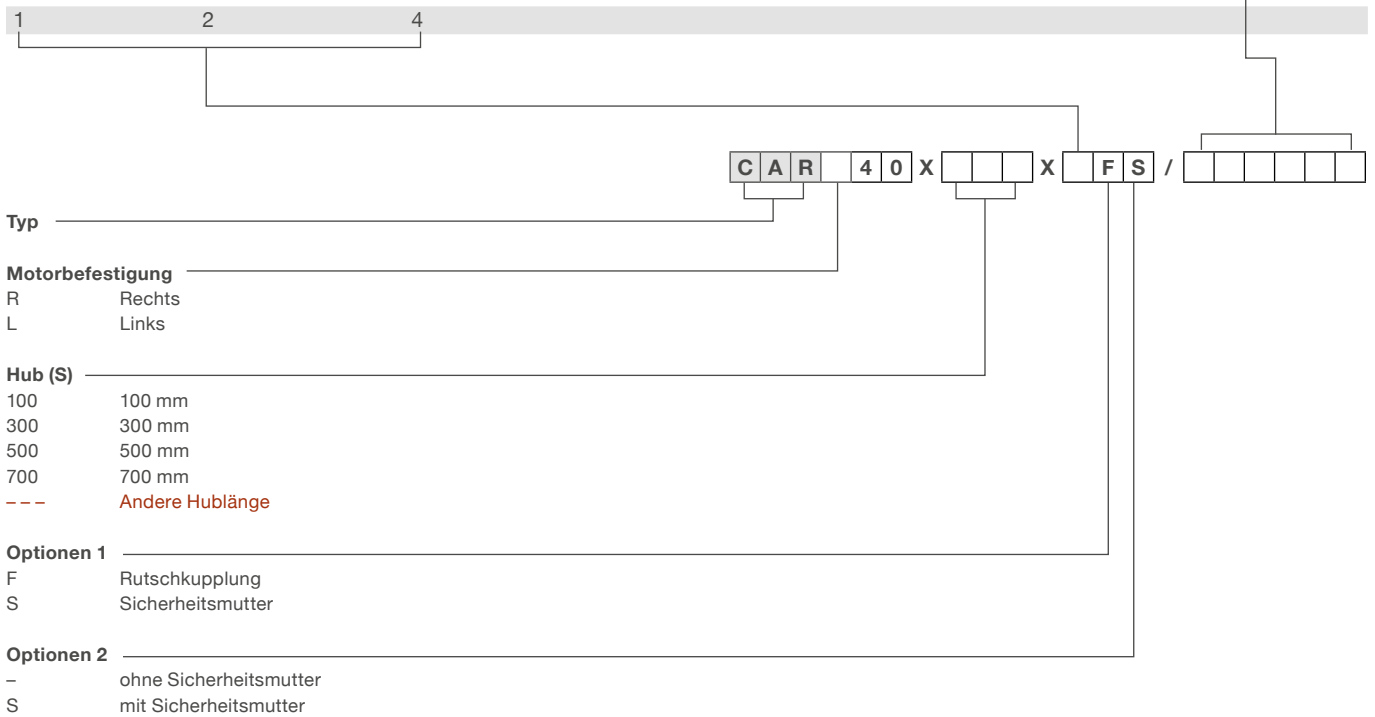 1 2 4
C A R 4 0 X X F S /
Typ
Motorbefestigung
R Rechts
L Links
Hub (S)
100 100 mm
300 300 mm
500 500 mm
700 700 mm
– – – Andere Hublänge
Optionen 1
F Rutschkupplung
S Sicherheitsmutter
Optionen 2
– ohne Sicherheitsmutter
S mit Sicherheitsmutter